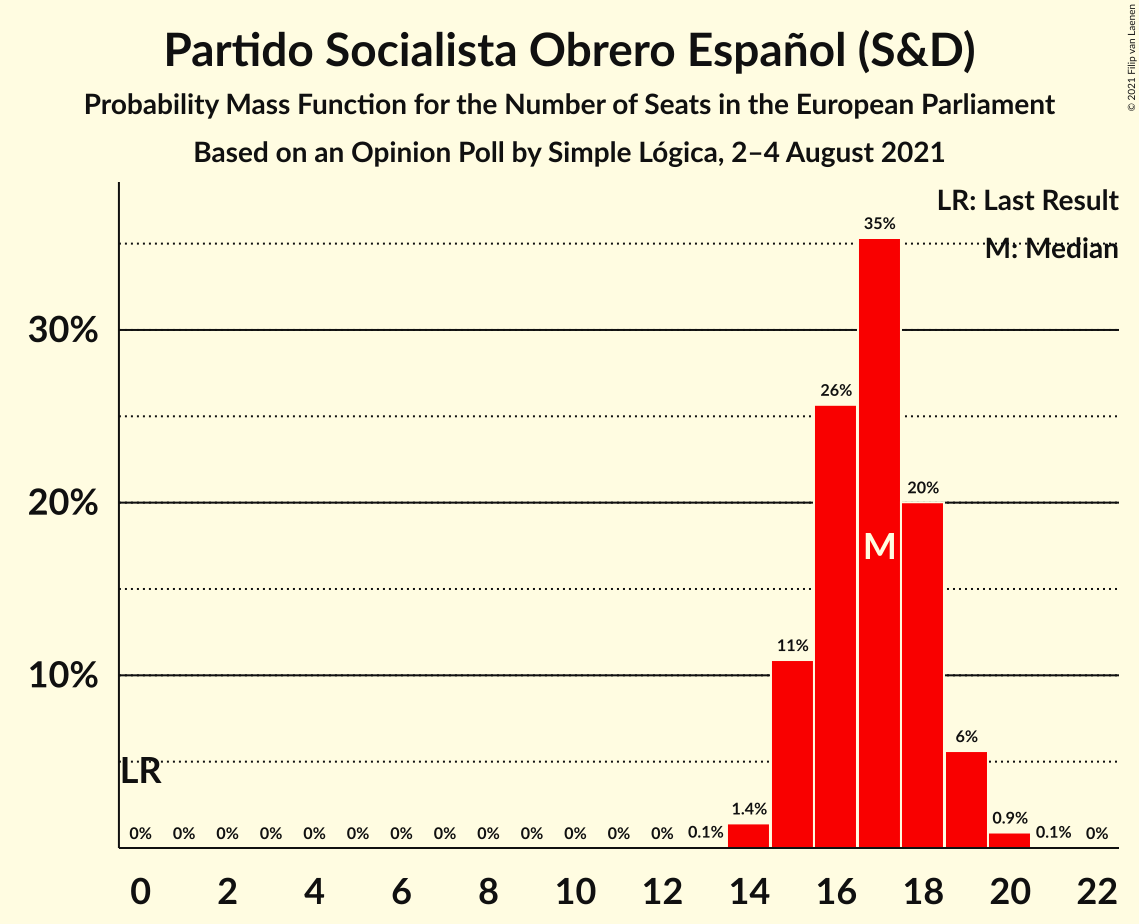 Partido Socialista Obrero Español (S&D)
Probability Mass Function for the Number of Seats in the European Parliament
Based on an Opinion Poll by Simple Lógica, 2–4 August 2021
© 2021 Filip van Laenen
LR: Last Result
M: Median
35%
30%
26%
20%
20%
M
11%
10%
6%
LR
1.4%
0.9%
0% 0% 0% 0% 0% 0% 0% 0% 0% 0% 0% 0% 0% 0.1% 0.1% 0%
0 2 4 6 8 10 12 14 16 18 20 22